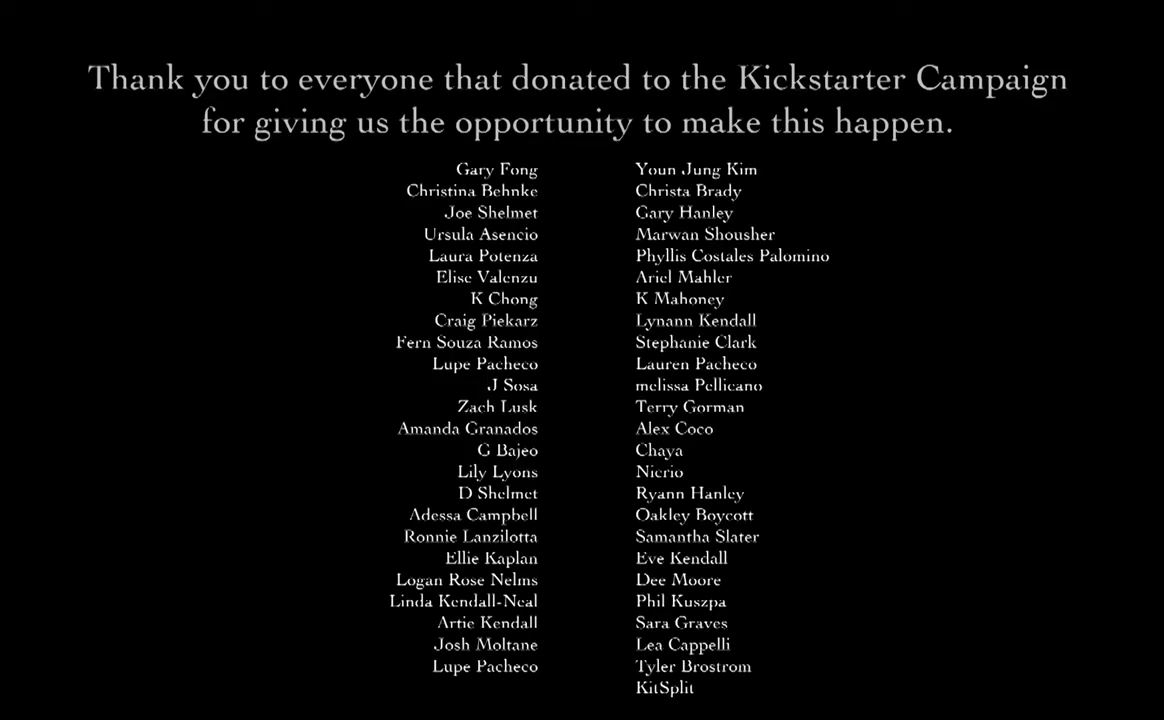 Thank you to everyone that donated to the Kickstarter Campaign
for giving us the opportunity to make this happen.
Gary Fong Youn Jung Kim
Christina Behnke Christa Brady
Joe Shelmet Gary Hanley
Ursula Asencio Marwan Shousher
Laura Potenza Phyllis Costales Palomino
Elise Valenzu Ariel Mahler
K Chong K Mahoney
Craig Piekarz Lynann Kendall
Fern Souza Ramos Stephanie Clark
Lupe Pacheco Lauren Pacheco
J Sosa melissa Pellicano
Zach Lusk Terry Gorman
Amanda Granados Alex Coco
G Bajeo Chaya
Lily Lyons Nierio
D Shelmet Ryann Hanley
Adessa Campbell Oakley Boycott
Ronnie Lanzilotta Samantha Slater
Ellie Kaplan Eve Kendall
Logan Rose Nelms Dee Moore
Linda Kendall-Neal Phil Kuszpa
Artie Kendall Sara Graves
Josh Moltane Lea Cappelli
Lupe Pacheco Tyler Brostrom
KitSplit